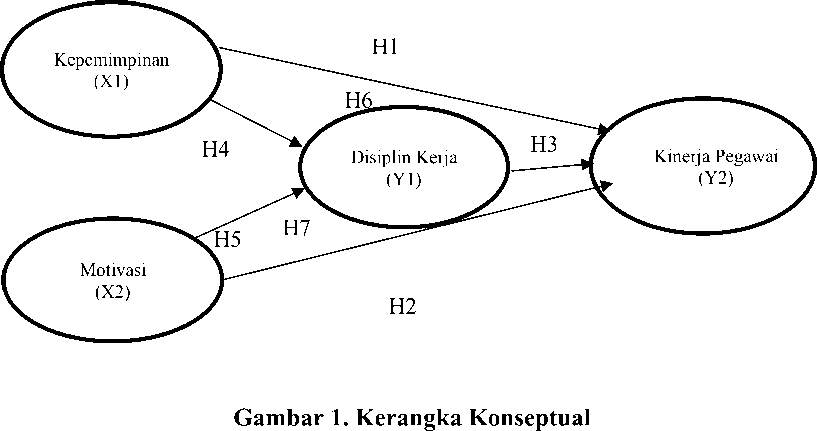 H1
Kepemimpinan
(X1)
H6
H4
Disiplin Kerja
(Y1)
H3
Kinerja Pegawai
(Y2)
H5
H7
Motivasi
(X2)
H2
Gambar 1. Kerangka Konseptual